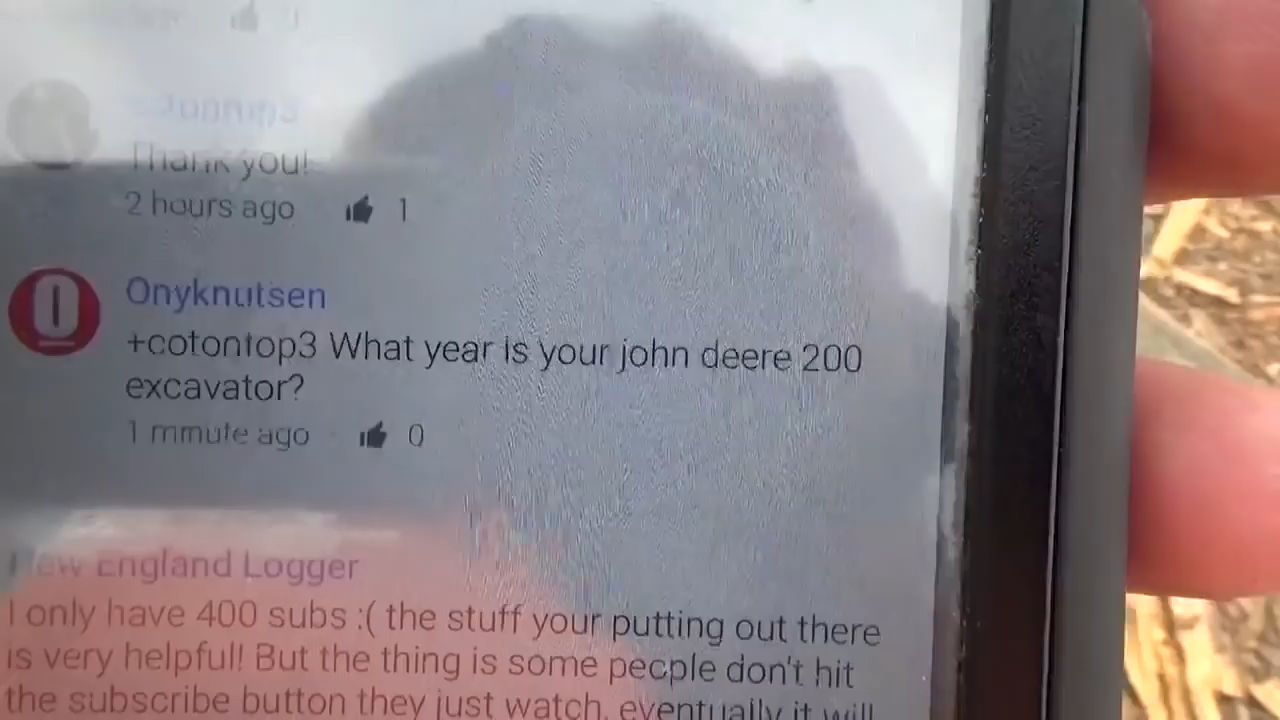 1
Thank you!
2 hours ago 1
Onyknutsen
+cotontop3 What year is your john deere 200
excavator?
1 minute ago 0
New England Logger
I only have 400 subs :( the stuff your putting out there
is very helpful! But the thing is some people don't hit
the subscribe button they just watch, eventually it will